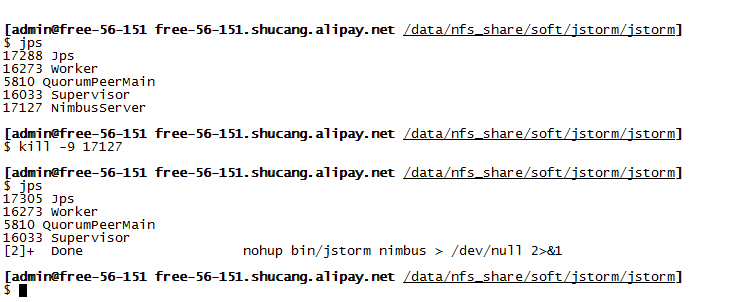 [admin@free-56-151 free-56-151.shucang.alipay.net /data/nfs_share/soft/jstorm/jstorm]
$ jps
17288 Jps
16273 Worker
5810 QuorumPeerMain
16033 Supervisor
17127 NimbusServer
[admin@free-56-151 free-56-151.shucang.alipay.net /data/nfs_share/soft/jstorm/jstorm]
$ kill -9 17127
[admin@free-56-151 free-56-151.shucang.alipay.net /data/nfs_share/soft/jstorm/jstorm]
$ jps
17305 Jps
16273 Worker
5810 QuorumPeerMain
16033 Supervisor
[2]+  Done                    nohup bin/jstorm nimbus > /dev/null 2>&1
[admin@free-56-151 free-56-151.shucang.alipay.net /data/nfs_share/soft/jstorm/jstorm]
$